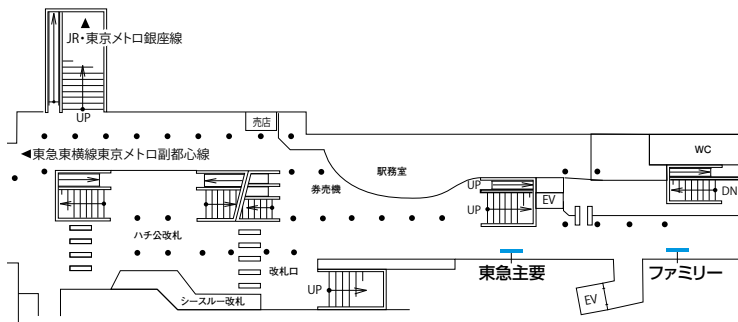 ▲
JR・東京メトロ銀座線
UP
売店
◀東急東横線東京メトロ副都心線
WC
駅務室
券売機
UP
UP
EV
DN
ハチ公改札
改札口
東急主要
ファミリー
UP
シースルー改札
EV